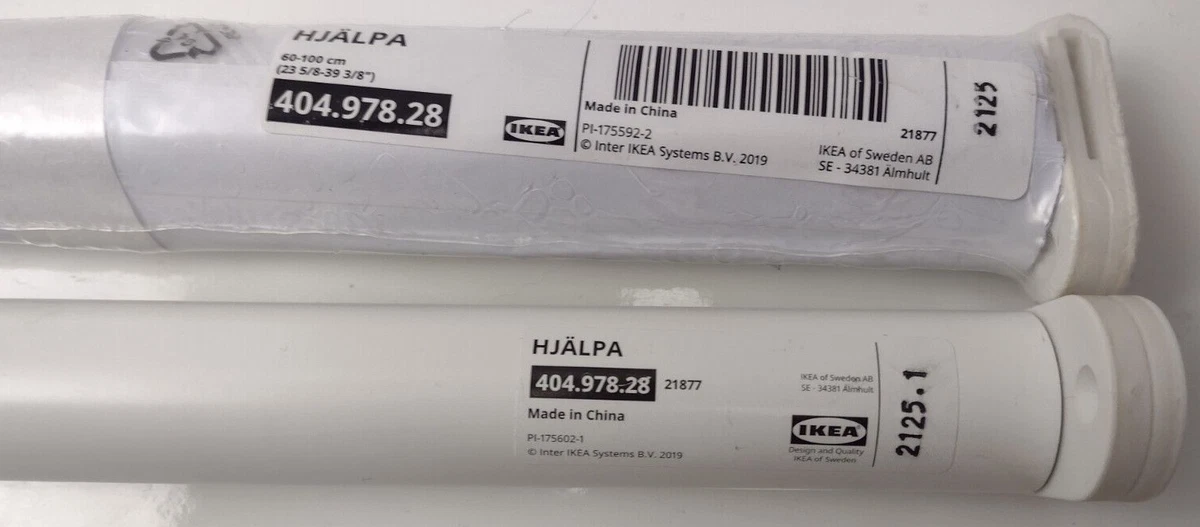 HJÄLPA
60-100 cm
(23 5/8-39 3/8")
404.978.28
IKEA
Made in China
PI-175592-2
© Inter IKEA Systems B.V. 2019
21877
IKEA of Sweden AB
SE - 34381 Älmhult
2125
HJÄLPA
404.978.28 21877
Made in China
PI-175602-1
© Inter IKEA Systems B.V. 2019
IKEA of Sweden AB
SE - 34381 Älmhult
IKEA
Design and Quality
IKEA of Sweden
2125.1